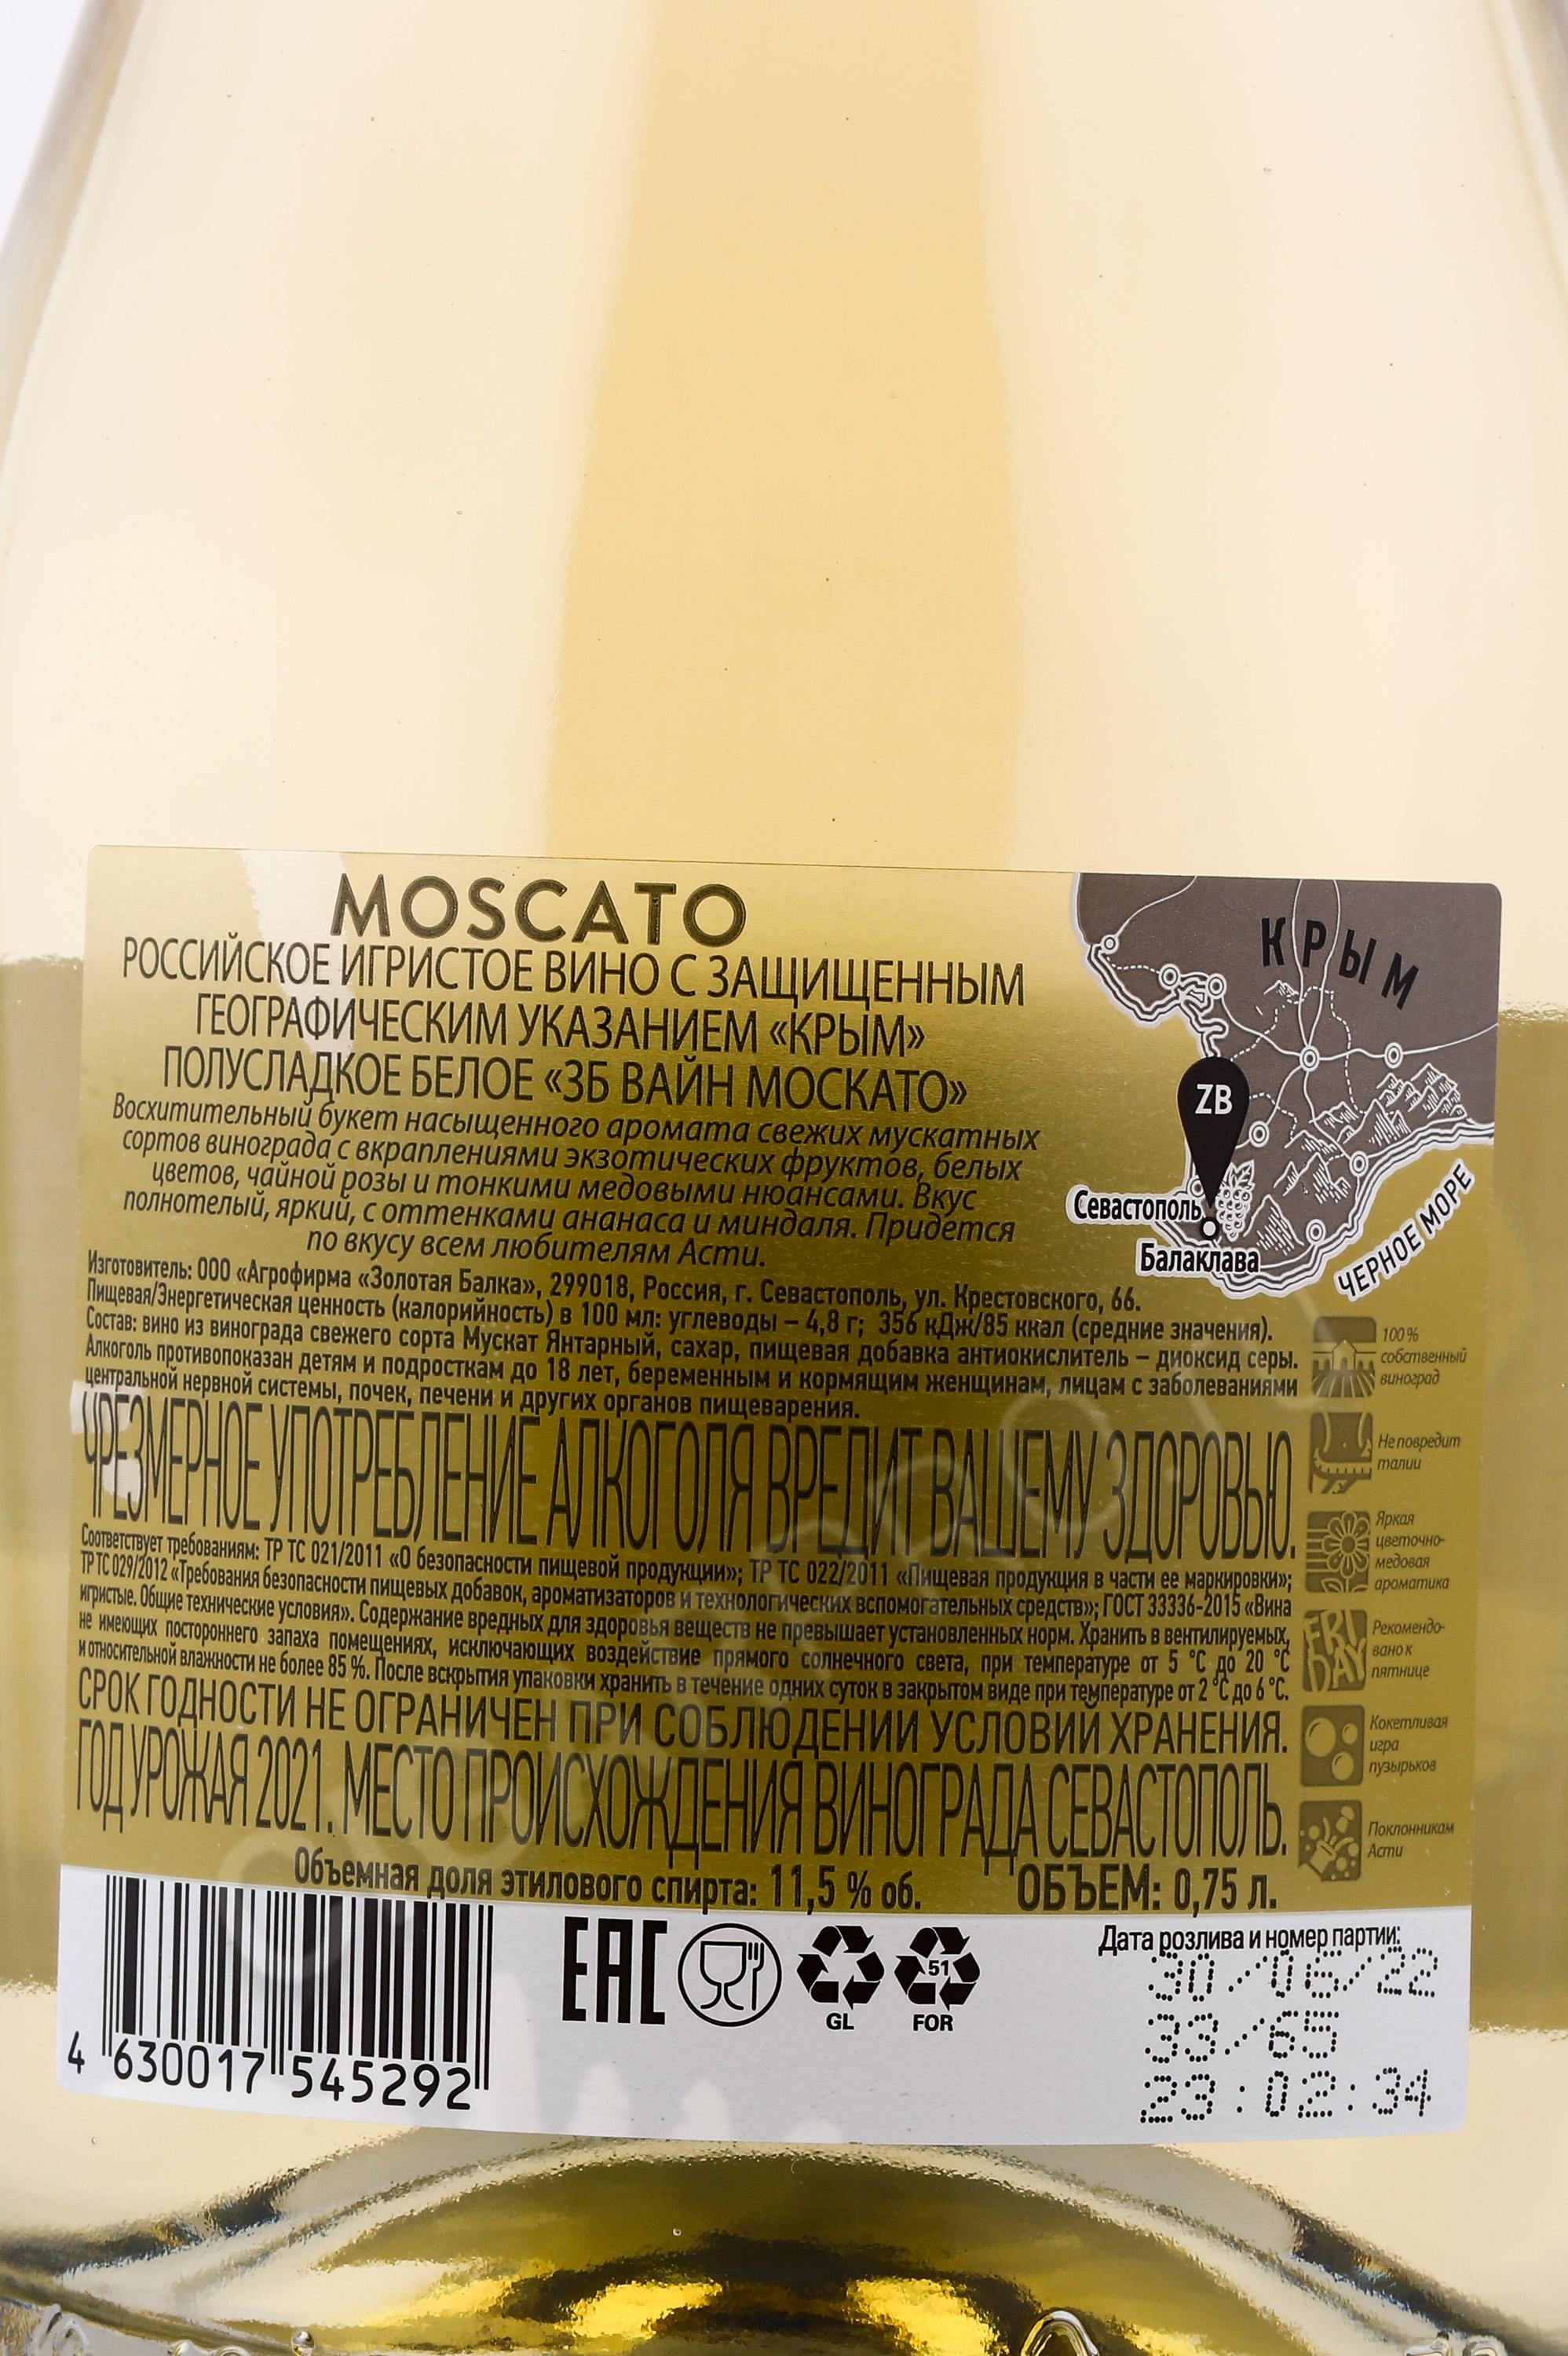 MOSCATO
РОССИЙСКОЕ ИГРИСТОЕ ВИНО С ЗАЩИЩЕННЫМ
ГЕОГРАФИЧЕСКИМ УКАЗАНИЕМ «КРЫМ»
ПОЛУСЛАДКОЕ БЕЛОЕ «ЗБ ВАЙН МОСКАТО»
Восхитительный букет насыщенного аромата свежих мускатных
сортов винограда с вкраплениями экзотических фруктов, белых
цветов, чайной розы и тонкими медовыми нюансами. Вкус
полнотелый, яркий, с оттенками ананаса и миндаля. Придется
по вкусу всем любителям Асти.
КРЫМ
ZB
Севастополь
Балаклава
ЧЕРНОЕ МОРЕ
Изготовитель: ООО «Агрофирма «Золотая Балка», 299018, Россия, г. Севастополь, ул. Крестовского, 66.
Пищевая/Энергетическая ценность (калорийность) в 100 мл: углеводы – 4,8 г; 356 кДж/85 ккал (средние значения).
Состав: вино из винограда свежего сорта Мускат Янтарный, сахар, пищевая добавка антиокислитель – диоксид серы.
Алкоголь противопоказан детям и подросткам до 18 лет, беременным и кормящим женщинам, лицам с заболеваниями
центральной нервной системы, почек, печени и других органов пищеварения.
ЧРЕЗМЕРНОЕ УПОТРЕБЛЕНИЕ АЛКОГОЛЯ ВРЕДИТ ВАШЕМУ ЗДОРОВЬЮ.
Соответствует требованиям: ТР ТС 021/2011 «О безопасности пищевой продукции»; ТР ТС 022/2011 «Пищевая продукция в части ее маркировки»;
ТР ТС 029/2012 «Требования безопасности пищевых добавок, ароматизаторов и технологических вспомогательных средств»; ГОСТ 33336-2015 «Вина
игристые. Общие технические условия». Содержание вредных для здоровья веществ не превышает установленных норм. Хранить в вентилируемых,
не имеющих постороннего запаха помещениях, исключающих воздействие прямого солнечного света, при температуре от 5 °С до 20 °С
и относительной влажности не более 85 %. После вскрытия упаковки хранить в течение одних суток в закрытом виде при температуре от 2 °С до 6 °С.
СРОК ГОДНОСТИ НЕ ОГРАНИЧЕН ПРИ СОБЛЮДЕНИИ УСЛОВИЙ ХРАНЕНИЯ.
ГОД УРОЖАЯ 2021. МЕСТО ПРОИСХОЖДЕНИЯ ВИНОГРАДА СЕВАСТОПОЛЬ.
Объемная доля этилового спирта: 11,5 % об. ОБЪЕМ: 0,75 л.
100%
собственный
виноград
Не повредит
талии
Яркая
цветочно-
медовая
ароматика
FRI
DAY
Рекомендо-
вано к
пятнице
Кокетливая
игра
пузырьков
Поклонникам
Асти
4 630017 545292
EAC
GL
51
FOR
Дата розлива и номер партии:
30/06/22
33/65
23:02:34